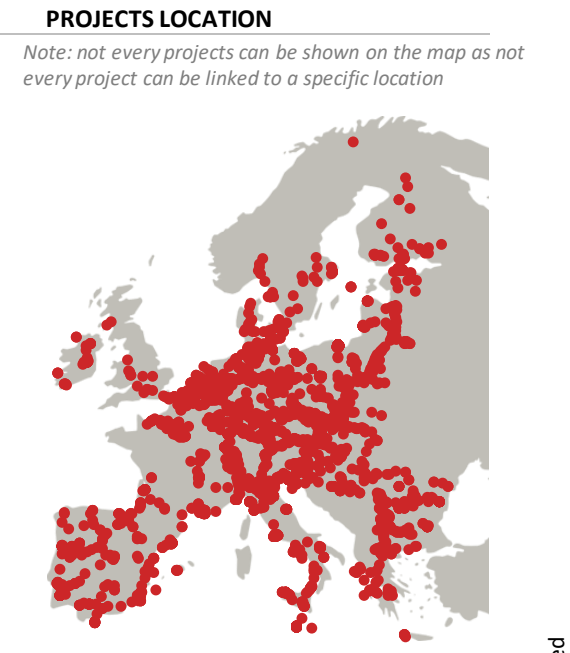 PROJECTS LOCATION
Note: not every projects can be shown on the map as not
every project can be linked to a specific location
ed